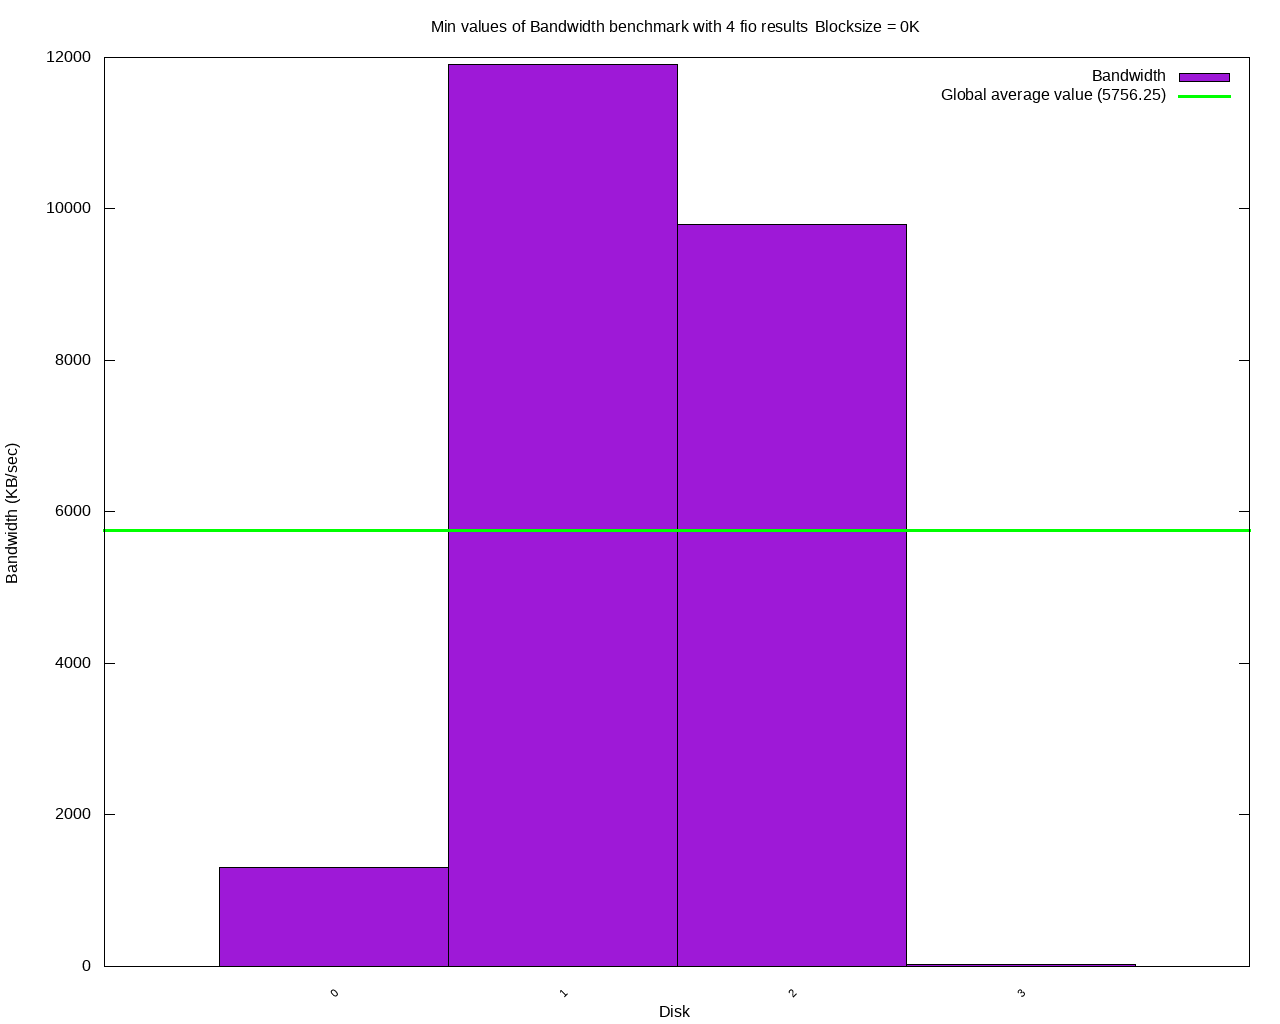 Min values of Bandwidth benchmark with 4 fio results Blocksize = 0K
12000
10000
8000
6000
4000
2000
0
Bandwidth (KB/sec)
Bandwidth
Global average value (5756.25)
0
1
2
3
Disk